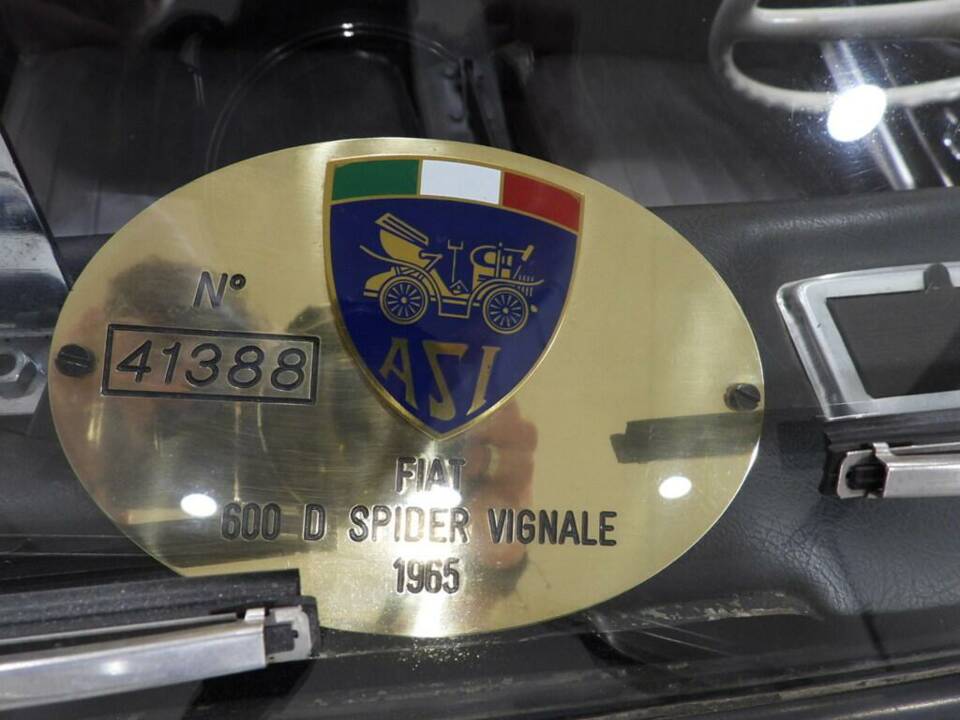 ASI
N°
41388
FIAT
600 D SPIDER VIGNALE
1965